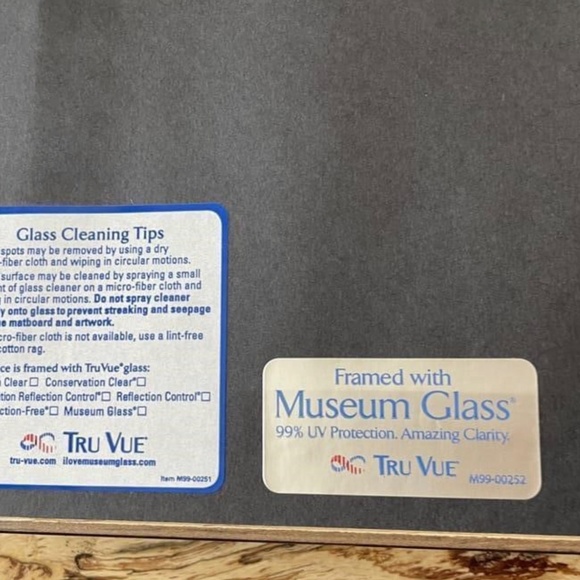 Glass Cleaning Tips
spots may be removed by using a dry
-fiber cloth and wiping in circular motions.
surface may be cleaned by spraying a small
nt of glass cleaner on a micro-fiber cloth and
in circular motions. Do not spray cleaner
y onto glass to prevent streaking and seepage
e matboard and artwork.
cro-fiber cloth is not available, use a lint-free
cotton rag.
ce is framed with Tru Vue® glass:
Clear☐ Conservation Clear®☐
tion Reflection Control®☐ Reflection Control®☐
ction-Free®☐ Museum Glass®☐
TRU VUE®
tru-vue.com ilovemuseumglass.com
Item M99-00251
Framed with
Museum Glass®
99% UV Protection. Amazing Clarity.
TRU VUE®
M99-00252